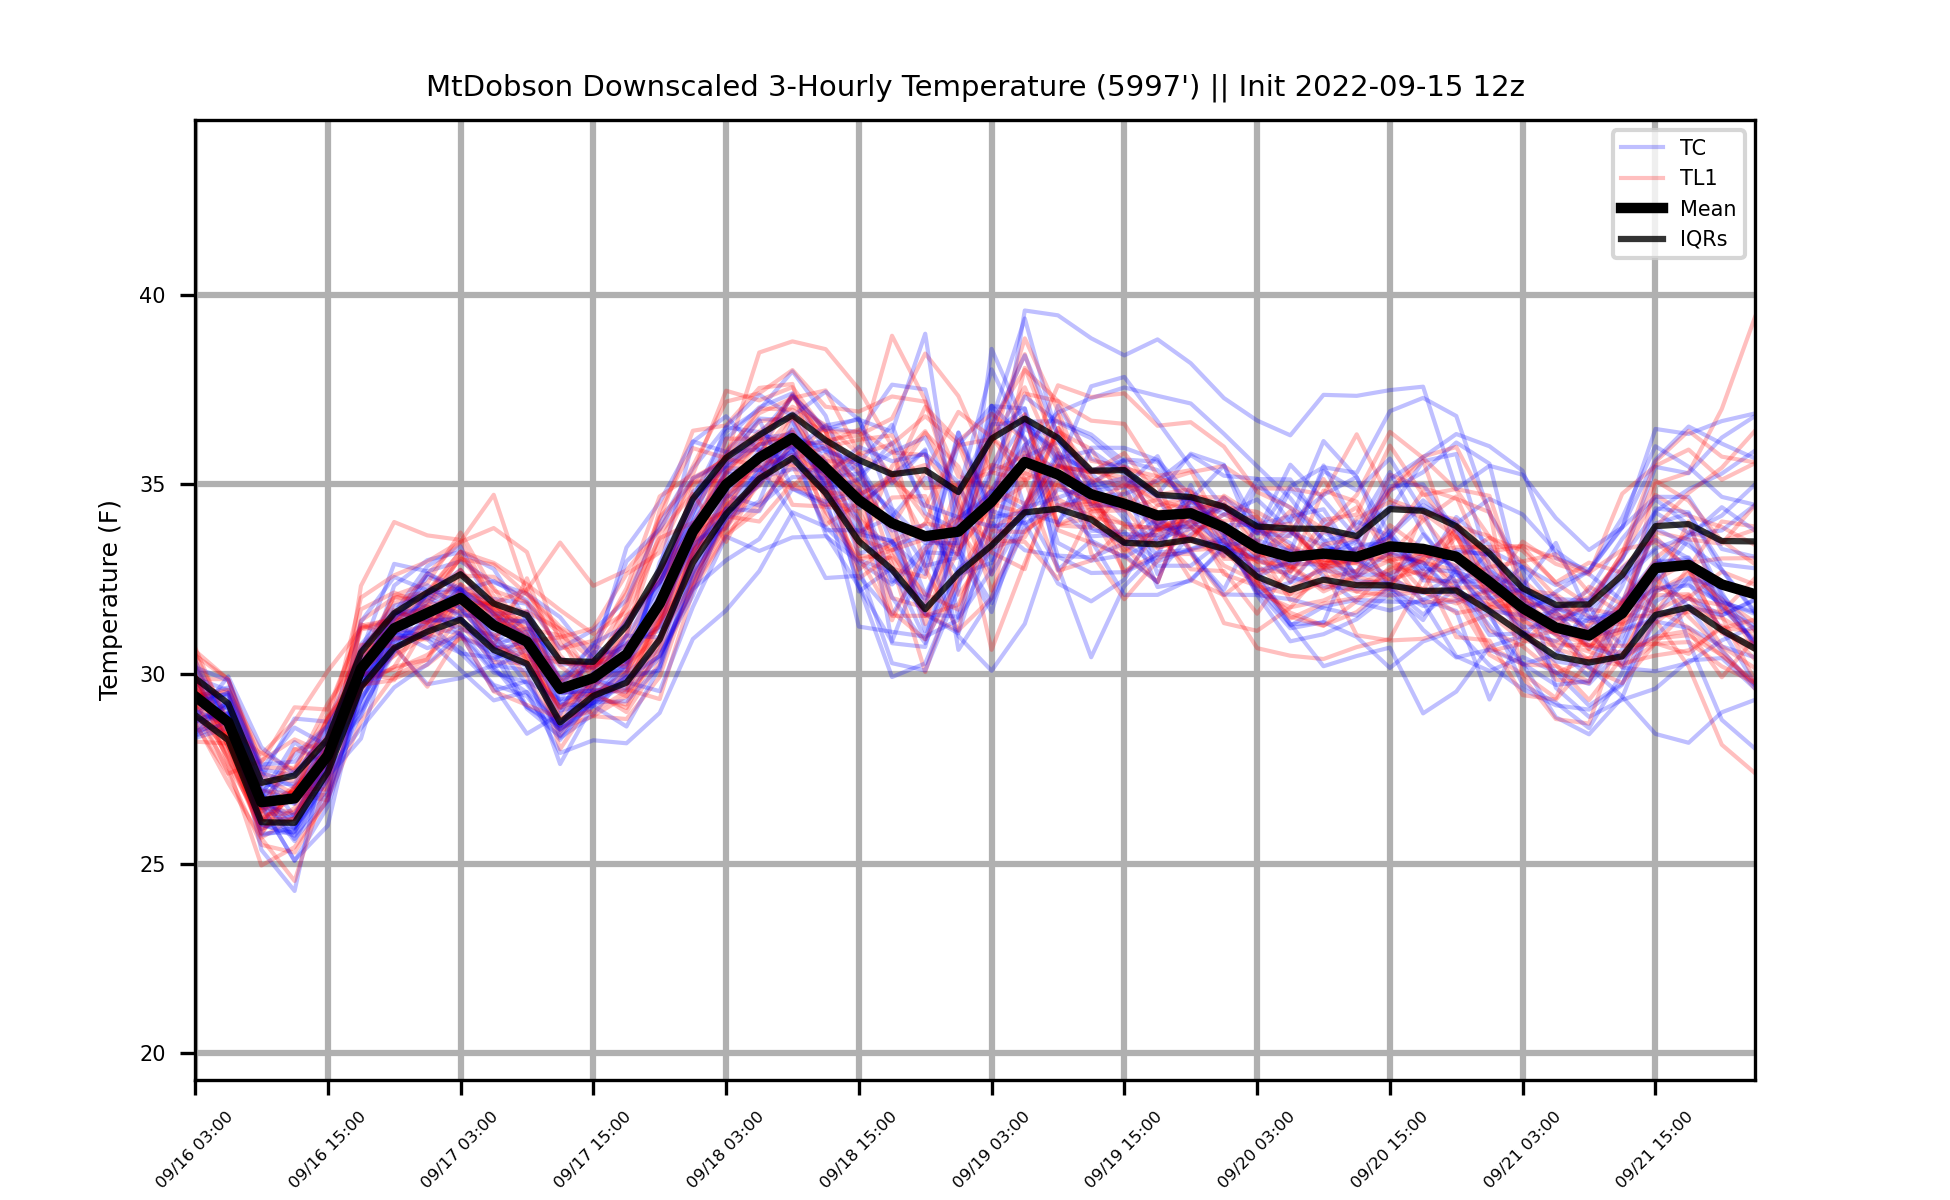 MtDobson Downscaled 3-Hourly Temperature (5997') || Init 2022-09-15 12z
TC
TL1
Mean
IQRs
Temperature (F)
40
35
30
25
20
09/16 03:00
09/16 15:00
09/17 03:00
09/17 15:00
09/18 03:00
09/18 15:00
09/19 03:00
09/19 15:00
09/20 03:00
09/20 15:00
09/21 03:00
09/21 15:00